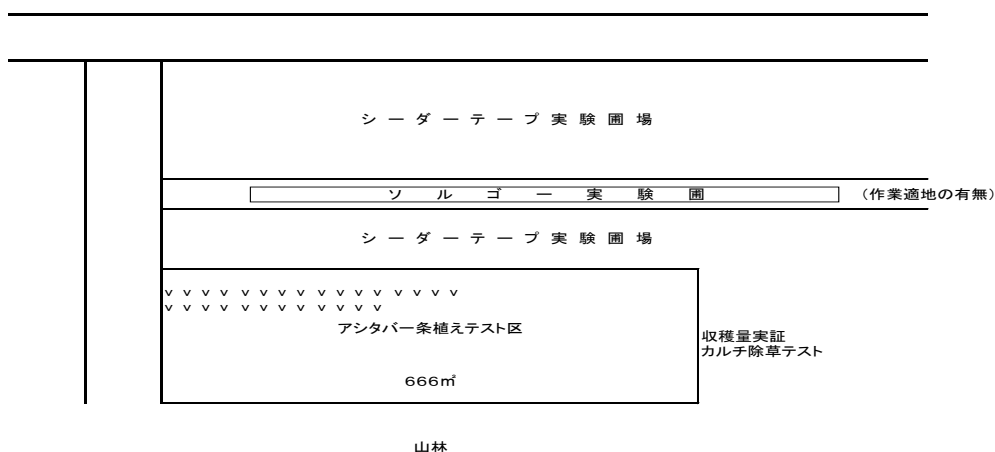 シーダーテープ実験圃場
ソルゴー実験圃
(作業適地の有無)
シーダーテープ実験圃場
v v v v v v v v v v v v v v v v
v v v v v v v v v v v v
アシタバー条植えテスト区
収穫量実証
カルチ除草テスト
666㎡
山林